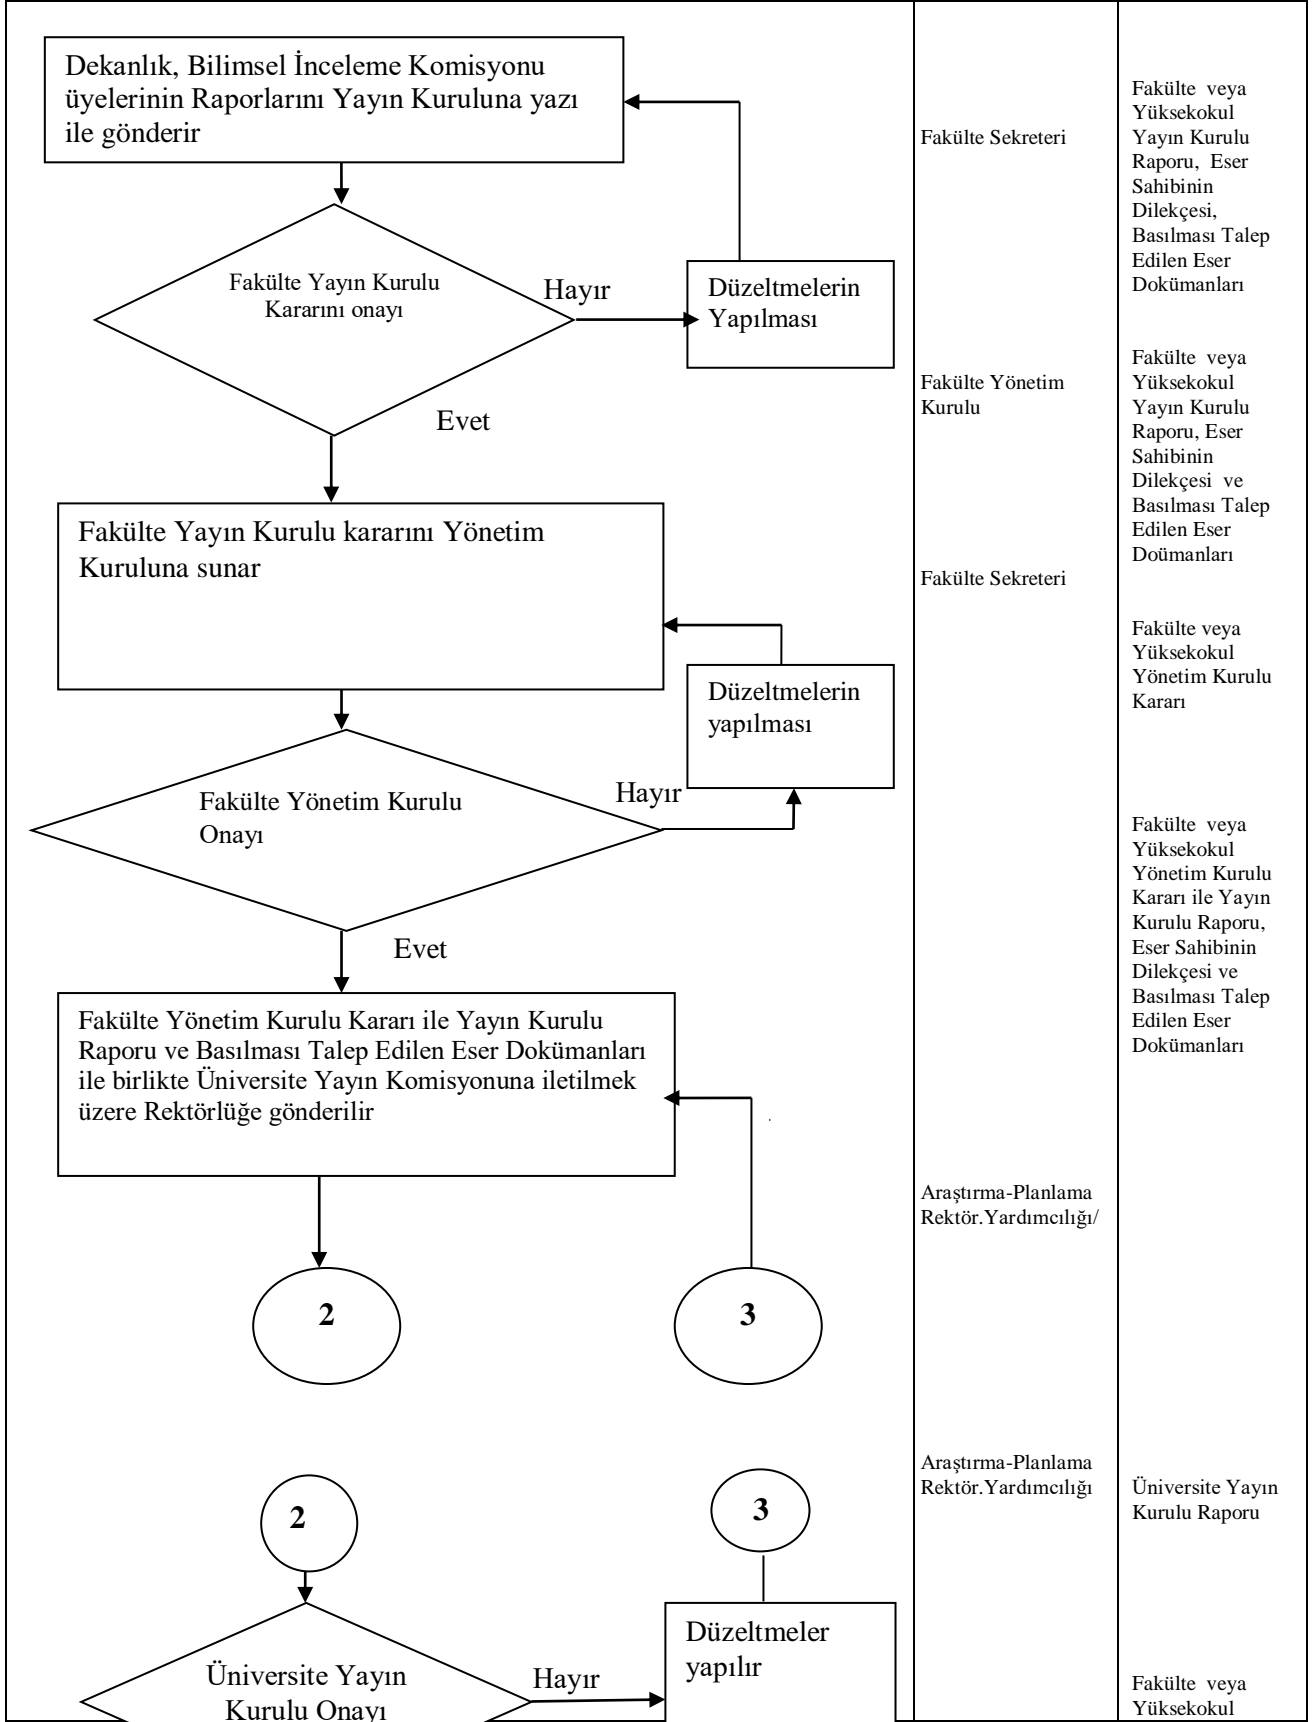 Dekanlık, Bilimsel İnceleme Komisyonu
üyelerinin Raporlarını Yayın Kuruluna yazı
ile gönderir
Fakülte Yayın Kurulu
Kararını onayı
Hayır
Düzeltmelerin
Yapılması
Evet
Fakülte Yayın Kurulu kararını Yönetim
Kuruluna sunar
Düzeltmelerin
yapılması
Fakülte Yönetim Kurulu
Onayı
Hayır
Evet
Fakülte Yönetim Kurulu Kararı ile Yayın Kurulu
Raporu ve Basılması Talep Edilen Eser Dokümanları
ile birlikte Üniversite Yayın Komisyonuna iletilmek
üzere Rektörlüğe gönderilir
2
3
2
3
Üniversite Yayın
Kurulu Onayı
Hayır
Düzeltmeler
yapılır
Fakülte Sekreteri
Fakülte Yönetim
Kurulu
Fakülte Sekreteri
Araştırma-Planlama
Rektör.Yardımcılığı/
Araştırma-Planlama
Rektör.Yardımcılığı
Fakülte veya
Yüksekokul
Yayın Kurulu
Raporu, Eser
Sahibinin
Dilekçesi,
Basılması Talep
Edilen Eser
Dokümanları
Fakülte veya
Yüksekokul
Yayın Kurulu
Raporu, Eser
Sahibinin
Dilekçesi ve
Basılması Talep
Edilen Eser
Doümanları
Fakülte veya
Yüksekokul
Yönetim Kurulu
Kararı
Fakülte veya
Yüksekokul
Yönetim Kurulu
Kararı ile Yayın
Kurulu Raporu,
Eser Sahibinin
Dilekçesi ve
Basılması Talep
Edilen Eser
Dokümanları
Üniversite Yayın
Kurulu Raporu
Fakülte veya
Yüksekokul